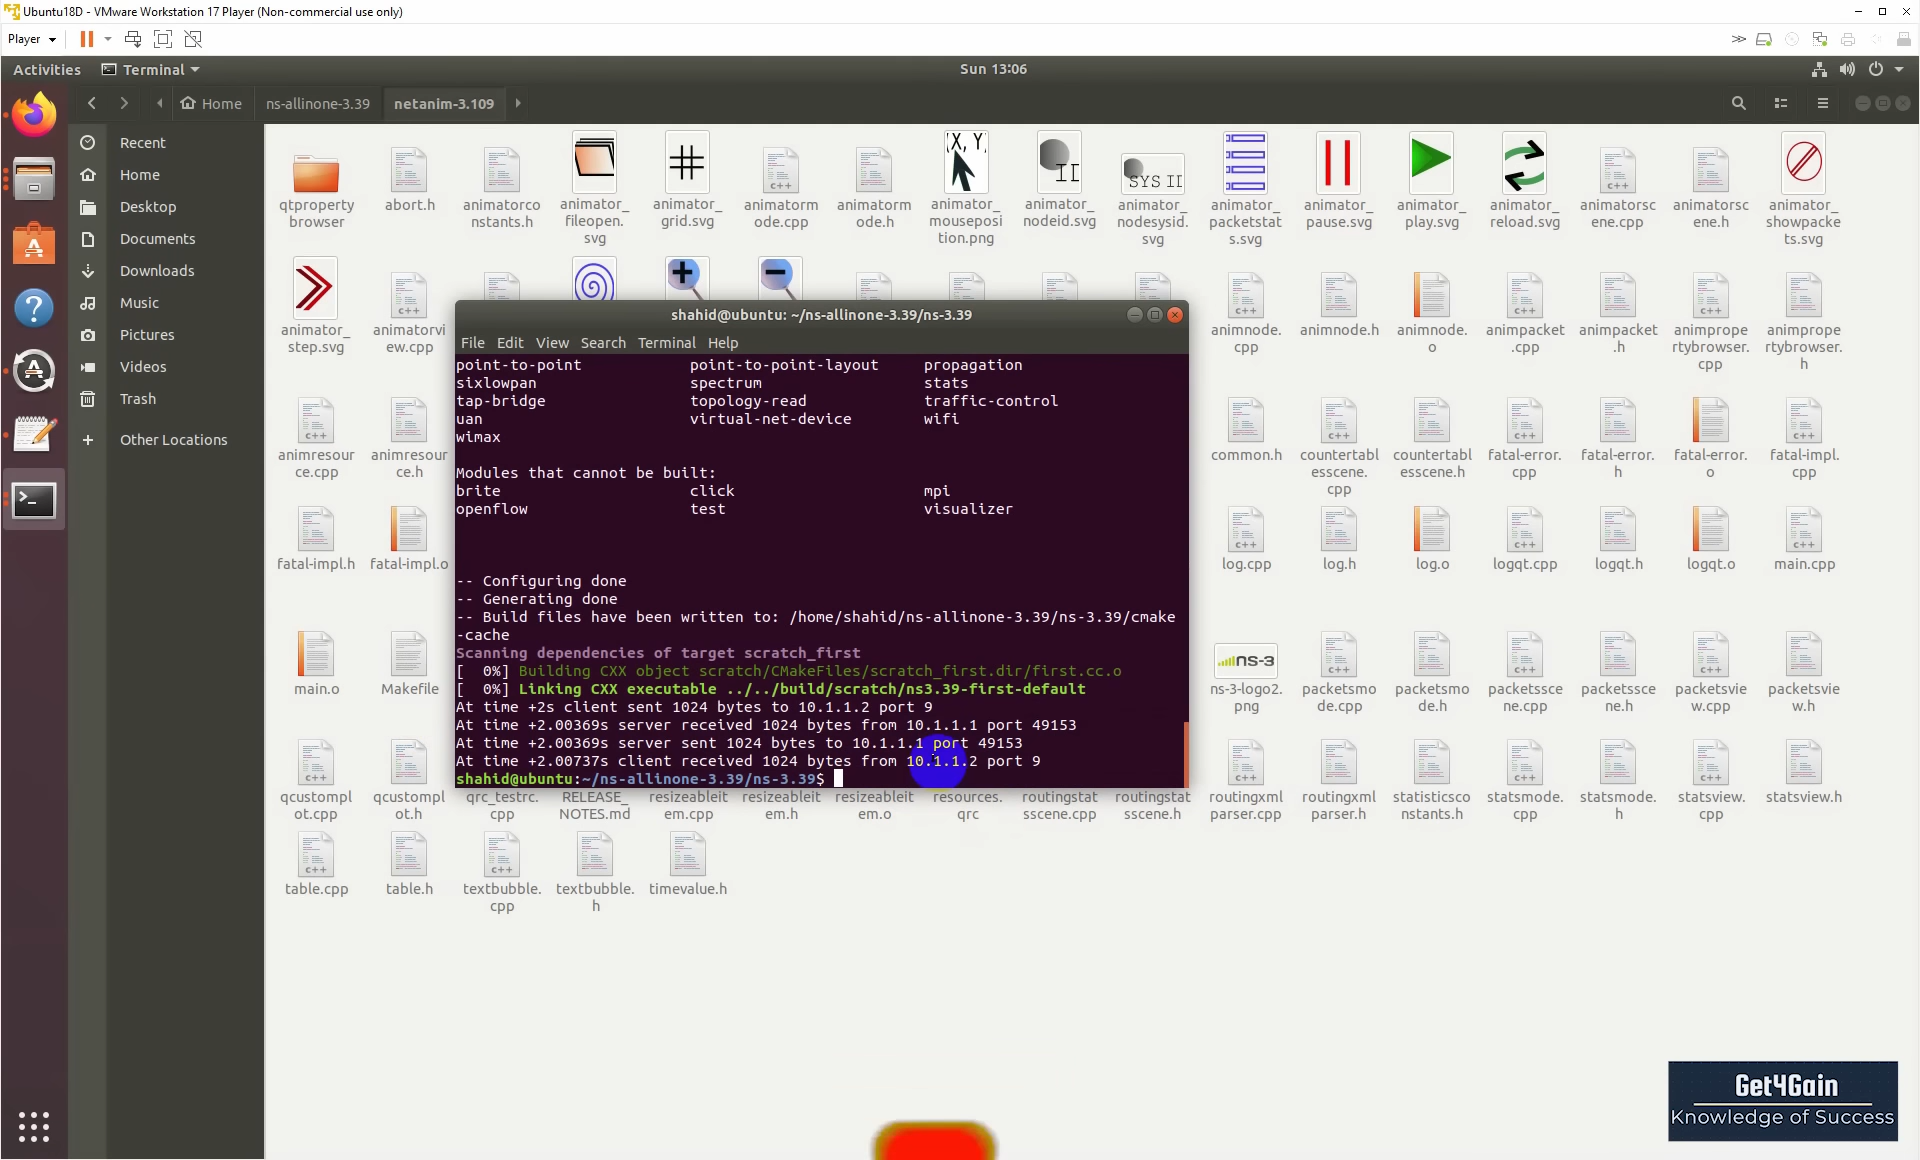 Ubuntu18D - VMware Workstation 17 Player (Non-commercial use only)
Player
Activities
Terminal
Sun 13:06
Home
ns-allinone-3.39
netanim-3.109
Recent
Home
Desktop
Documents
Downloads
Music
Pictures
Videos
Trash
Other Locations
qtproperty
browser
abort.h
animatorco
nstants.h
animator_
fileopen.
svg
animator_
grid.svg
animatorm
ode.cpp
animatorm
ode.h
(X, Y)
animator_
mouseposi
tion.png
II
animator_
nodeid.svg
SYS II
animator_
nodesysid.
svg
animator_
packetstat
s.svg
animator_
pause.svg
animator_
play.svg
animator_
reload.svg
animatorsc
ene.cpp
animatorsc
ene.h
animator_
showpacke
ts.svg
animator_
step.svg
animatorvi
ew.cpp
animnode.
cpp
animnode.h
animnode.
o
animpacket
.cpp
animpacket
.h
animprope
rtybrowser.
cpp
animprope
rtybrowser.
h
animresour
ce.cpp
animresour
ce.h
common.h
countertabl
esscene.
cpp
countertabl
esscene.h
fatal-error.
cpp
fatal-error.
h
fatal-error.
o
fatal-impl.
cpp
fatal-impl.h
fatal-impl.o
log.cpp
log.h
log.o
logqt.cpp
logqt.h
logqt.o
main.cpp
main.o
Makefile
ns-3
ns-3-logo2.
png
packetsmo
de.cpp
packetsmo
de.h
packetssce
ne.cpp
packetssce
ne.h
packetsvie
w.cpp
packetsvie
w.h
shahid@ubuntu: ~/ns-allinone-3.39/ns-3.39
File Edit View Search Terminal Help
point-to-point point-to-point-layout propagation
sixlowpan spectrum stats
tap-bridge topology-read traffic-control
uan virtual-net-device wifi
wimax
Modules that cannot be built:
brite click mpi
openflow test visualizer
-- Configuring done
-- Generating done
-- Build files have been written to: /home/shahid/ns-allinone-3.39/ns-3.39/cmake
-cache
Scanning dependencies of target scratch_first
[  0%] Building CXX object scratch/CMakeFiles/scratch_first.dir/first.cc.o
[  0%] Linking CXX executable ../../build/scratch/ns3.39-first-default
At time +2s client sent 1024 bytes to 10.1.1.2 port 9
At time +2.00369s server received 1024 bytes from 10.1.1.1 port 49153
At time +2.00369s server sent 1024 bytes to 10.1.1.1 port 49153
At time +2.00737s client received 1024 bytes from 10.1.1.2 port 9
shahid@ubuntu:~/ns-allinone-3.39/ns-3.39$
qcustompl
ot.cpp
qcustompl
ot.h
qrc_testrc.
cpp
RELEASE_
NOTES.md
resizeableit
em.cpp
resizeableit
em.h
resizeableit
em.o
resources.
qrc
routingstat
sscene.cpp
routingstat
sscene.h
routingxml
parser.cpp
routingxml
parser.h
statisticsco
nstants.h
statsmode.
cpp
statsmode.
h
statsview.
cpp
statsview.h
table.cpp
table.h
textbubble.
cpp
textbubble.
h
timevalue.h
Get4Gain
Knowledge of Success